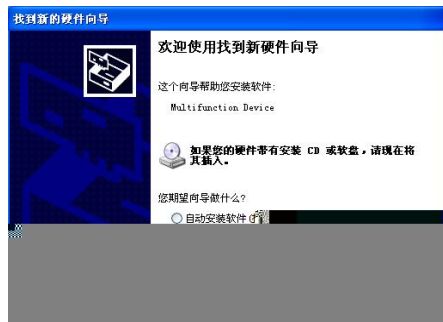 找到新的硬件向导
欢迎使用找到新硬件向导
这个向导帮助您安装软件:
Multifunction Device
如果您的硬件带有安装 CD 或软盘，请现在将
其插入。
您期望向导做什么?
自动安装软件